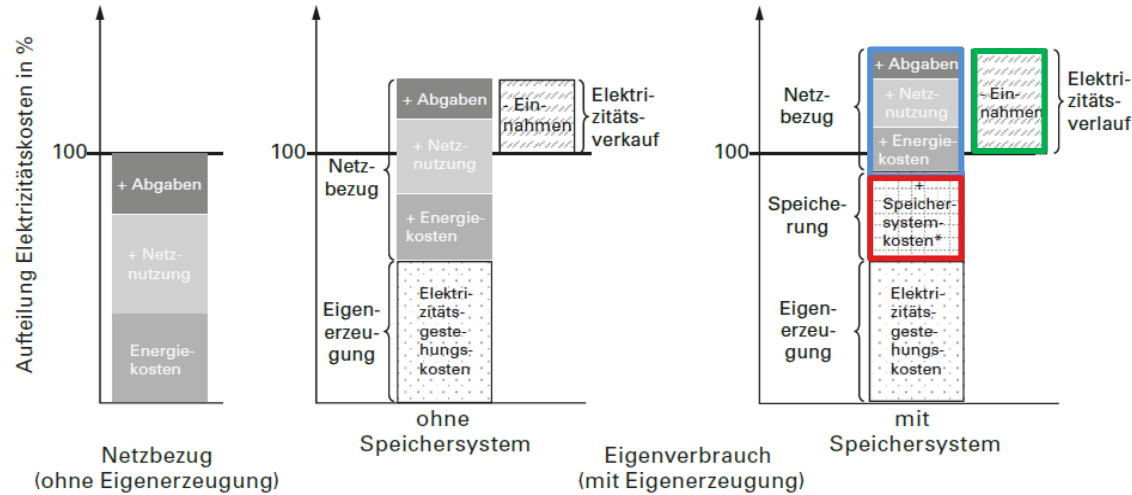 Aufteilung Elektrizitätskosten in %
100
+ Abgaben
+ Netz-
nutzung
Energie-
kosten
Netzbezug
(ohne Eigenerzeugung)
100
Netz-
bezug
Eigen-
erzeu-
gung
+ Abgaben
+ Netz-
nutzung
+ Energie-
kosten
Elektri-
zitäts-
geste-
hungs-
kosten
- Ein-
nahmen
Elektri-
zitäts-
verkauf
ohne
Speichersystem
Eigenverbrauch
(mit Eigenerzeugung)
100
Netz-
bezug
Speiche-
rung
Eigen-
erzeu-
gung
+ Abgaben
+ Netz-
nutzung
+ Energie-
kosten
+
Speicher-
system-
kosten*
Elektri-
zitäts-
geste-
hungs-
kosten
- Ein-
nahmen
Elektri-
zitäts-
verlauf
mit
Speichersystem